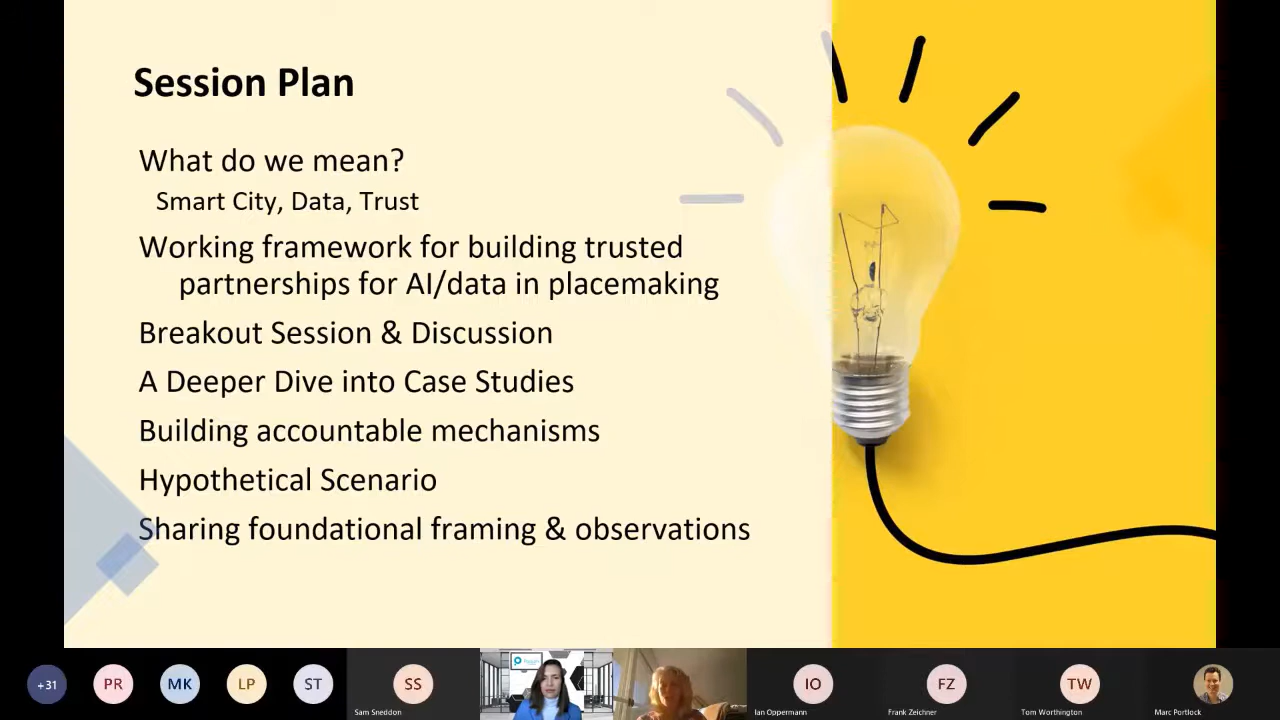 Session Plan
What do we mean?
Smart City, Data, Trust
Working framework for building trusted
partnerships for AI/data in placemaking
Breakout Session & Discussion
A Deeper Dive into Case Studies
Building accountable mechanisms
Hypothetical Scenario
Sharing foundational framing & observations
+31
PR
MK
LP
ST
SS
IO
FZ
TW
Sam Sneddon
Ian Oppermann
Frank Zeichner
Tom Worthington
Marc Portlock